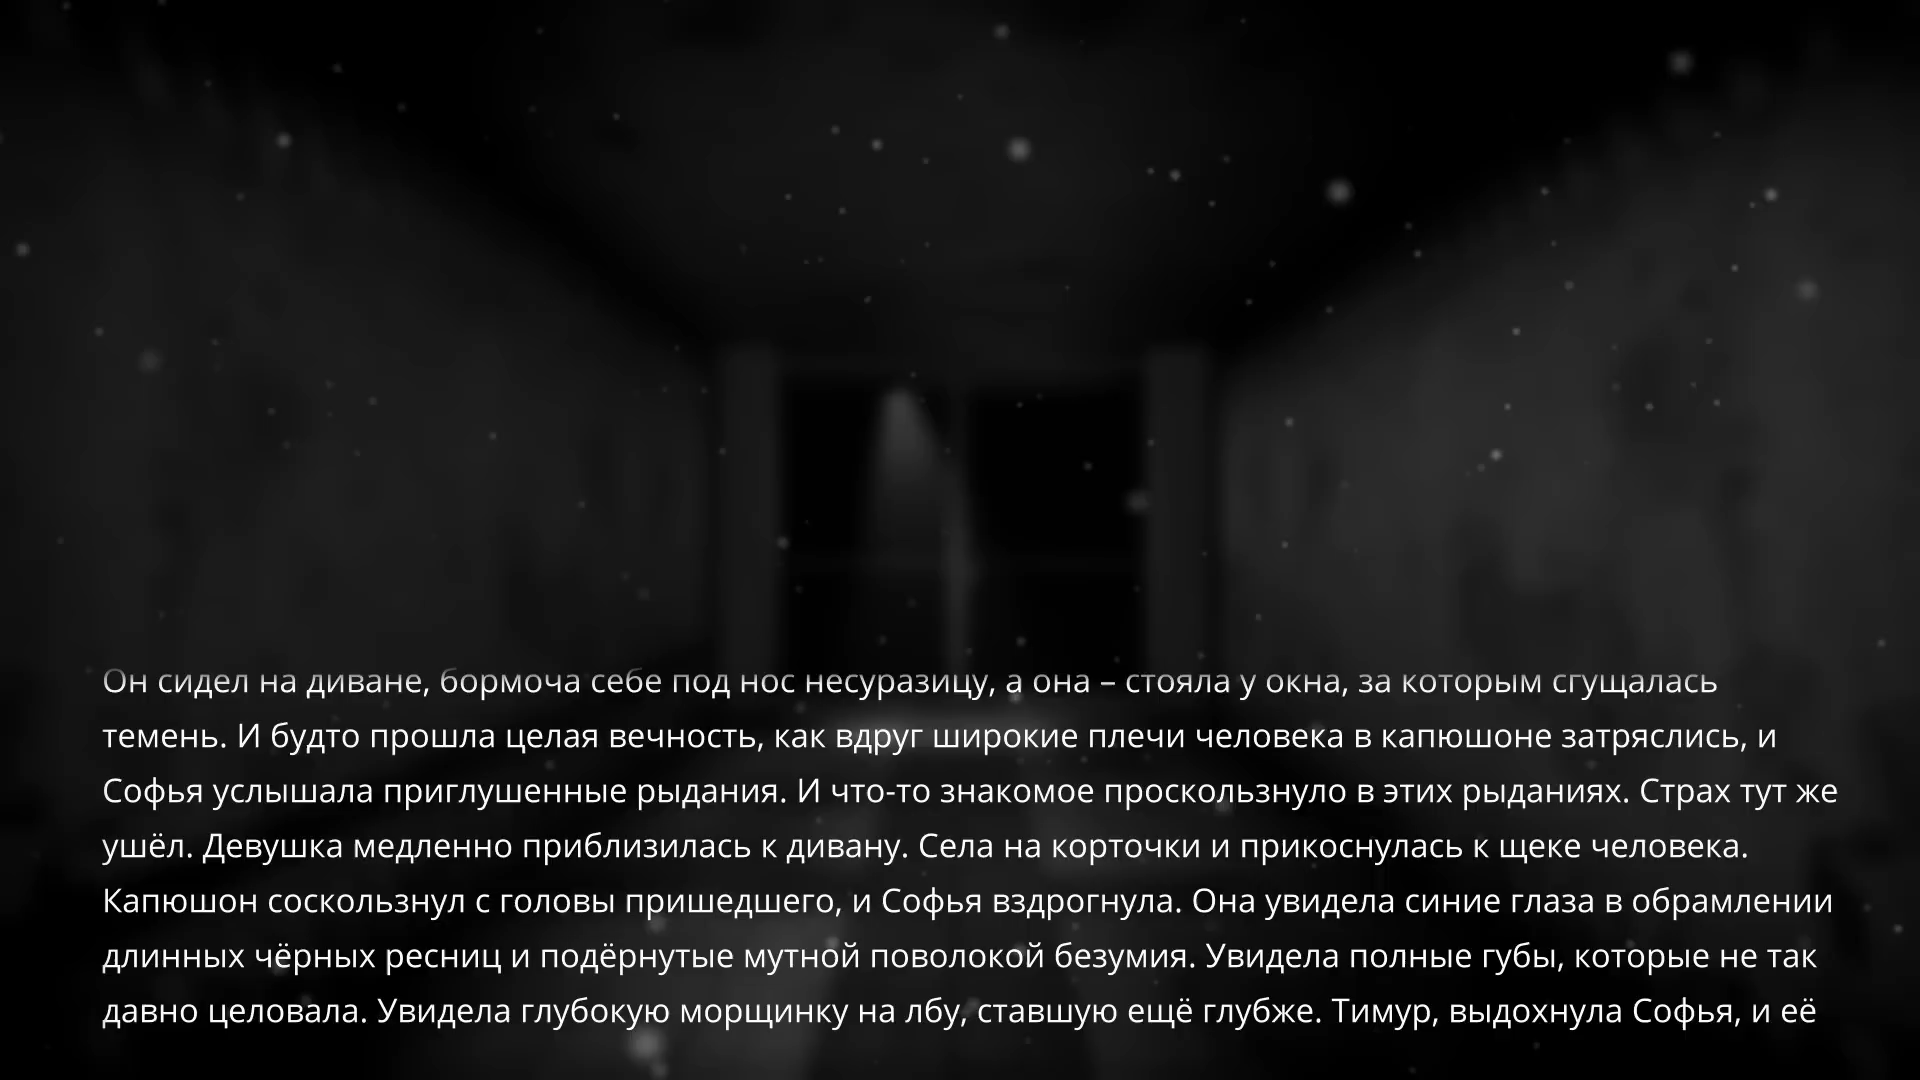 Он сидел на диване, бормоча себе под нос несуразицу, а она – стояла у окна, за которым сгущалась
темень. И будто прошла целая вечность, как вдруг широкие плечи человека в капюшоне затряслись, и
Софья услышала приглушенные рыдания. И что-то знакомое проскользнуло в этих рыданиях. Страх тут же
ушёл. Девушка медленно приблизилась к дивану. Села на корточки и прикоснулась к щеке человека.
Капюшон соскользнул с головы пришедшего, и Софья вздрогнула. Она увидела синие глаза в обрамлении
длинных чёрных ресниц и подёрнутые мутной поволокой безумия. Увидела полные губы, которые не так
давно целовала. Увидела глубокую морщинку на лбу, ставшую ещё глубже. Тимур, выдохнула Софья, и её